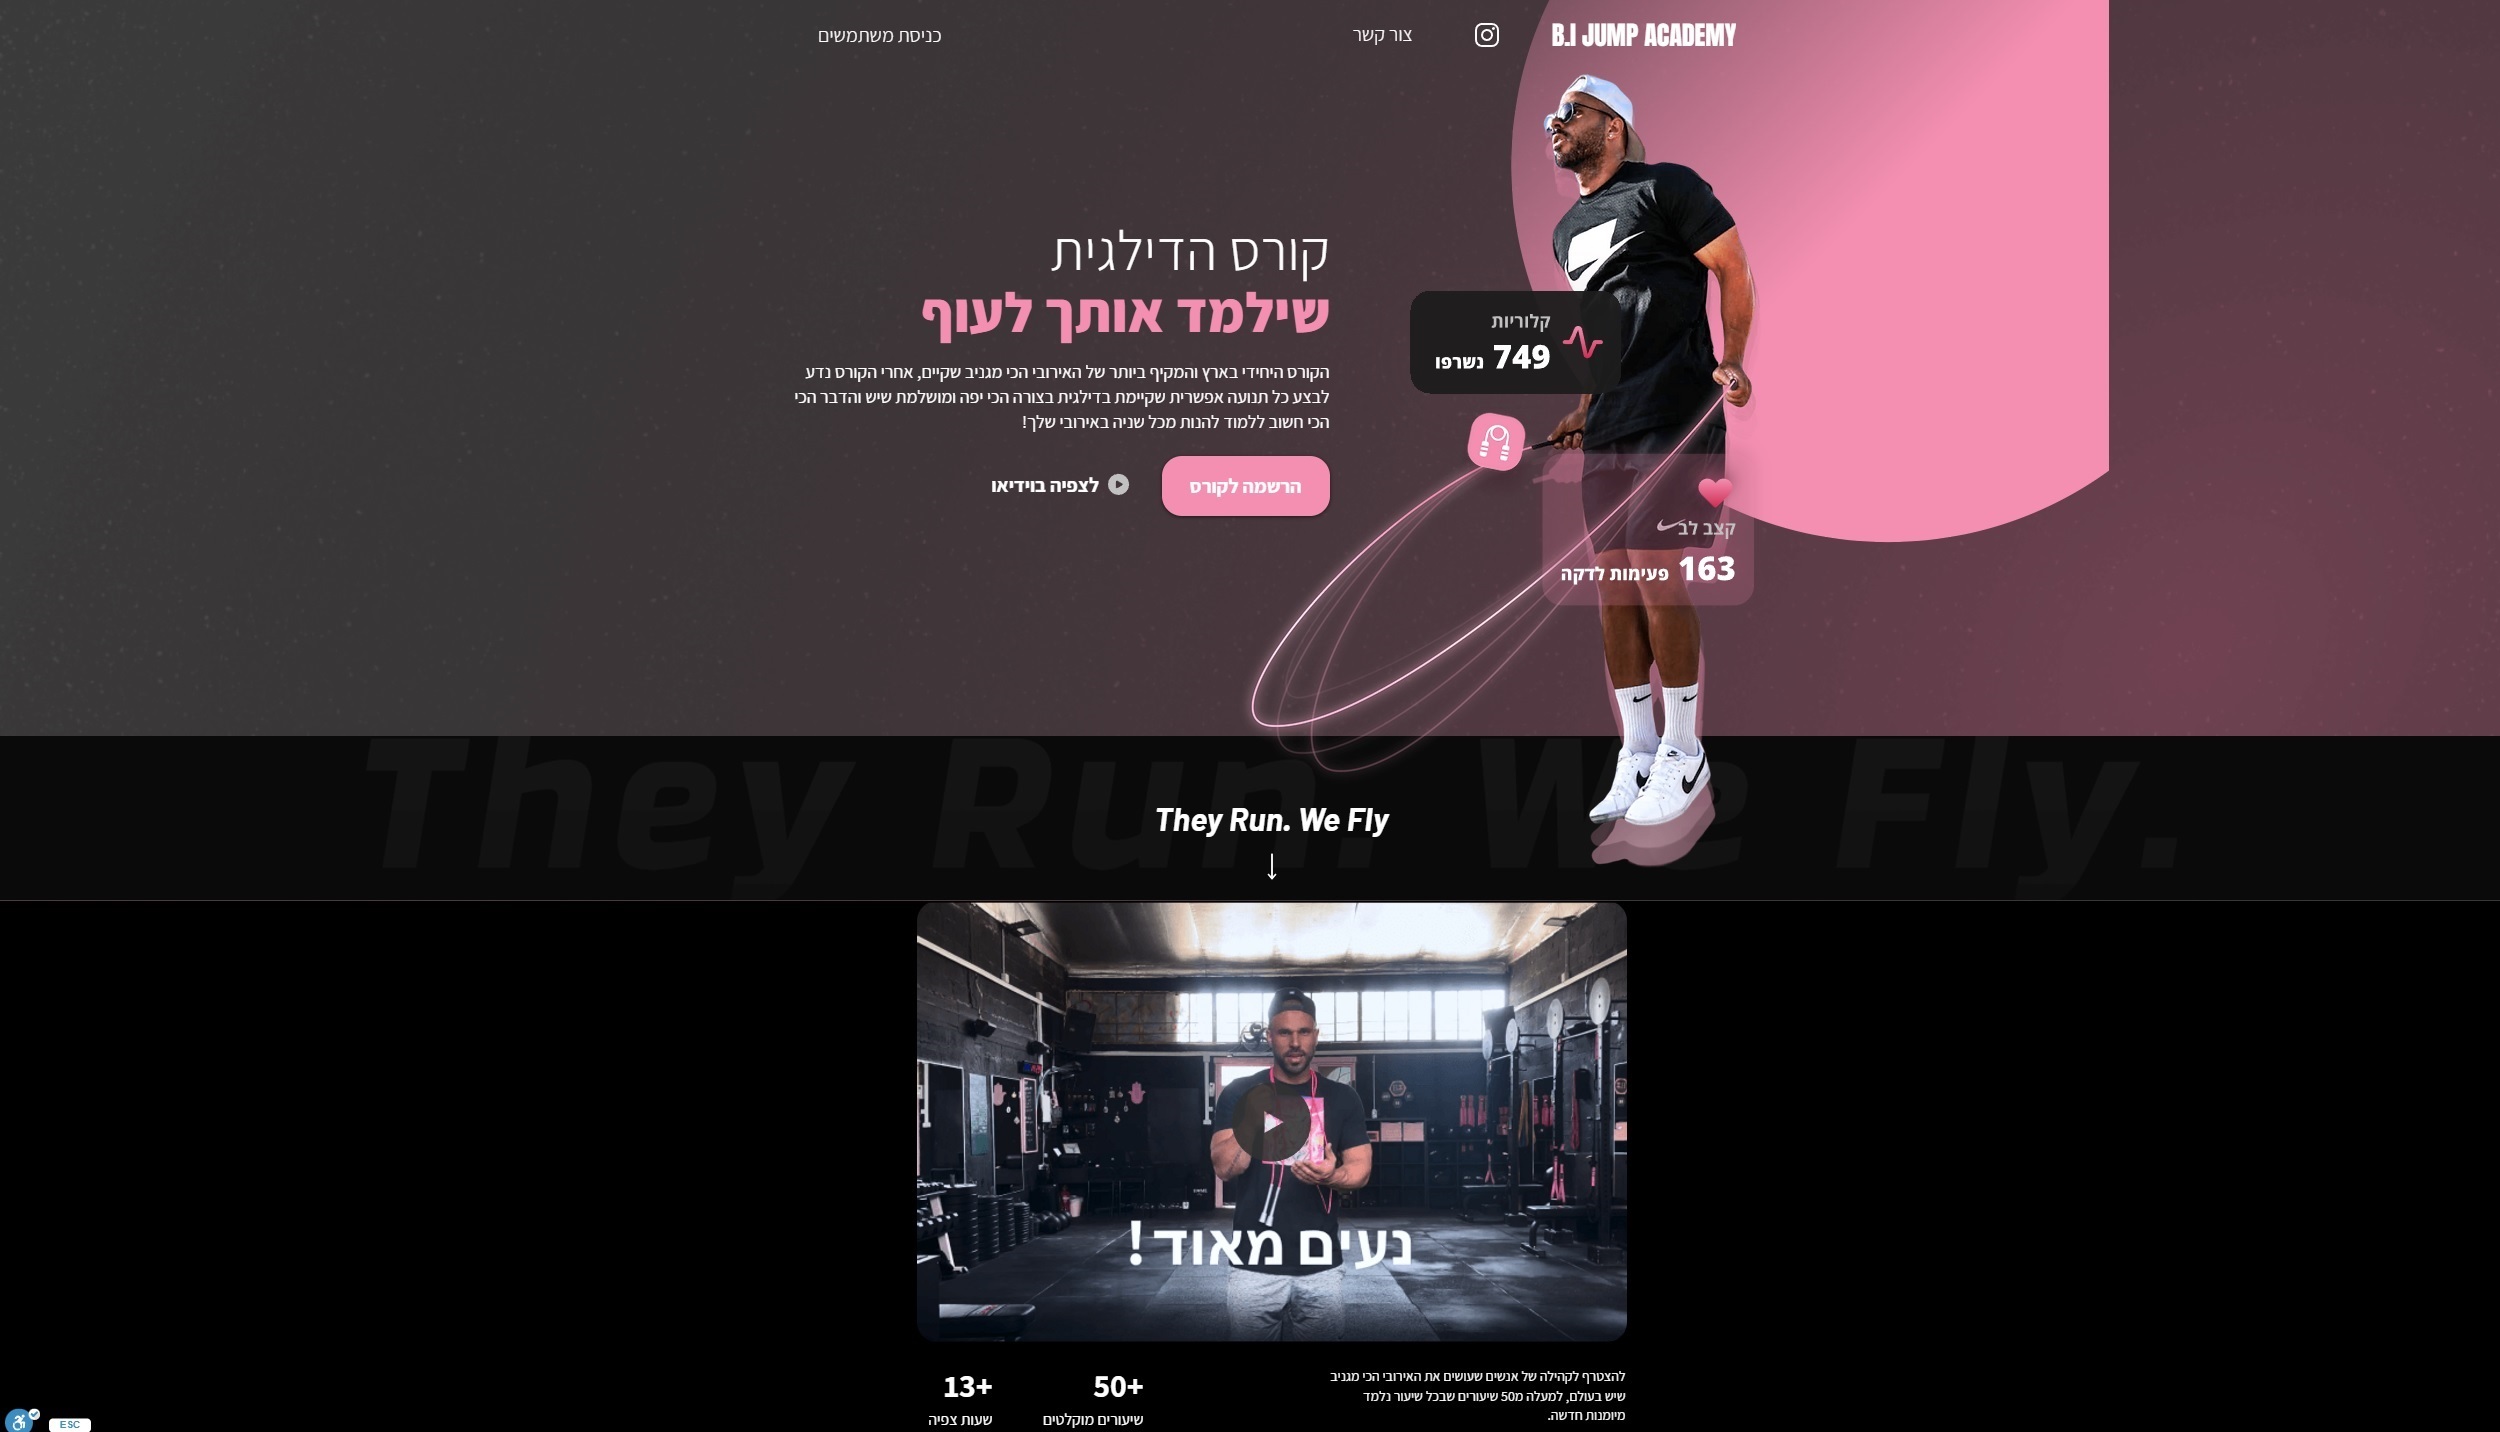 B.I JUMP ACADEMY
צור קשר
כניסת משתמשים
קורס הדילגית
שילמד אותך לעוף
הקורס היחידי בארץ והמקיף ביותר של האירובי הכי מגניב שקיים, אחרי הקורס נדע
לבצע כל תנועה אפשרית שקיימת בדילגית בצורה הכי יפה ומושלמת שיש והדבר הכי
הכי חשוב ללמוד להנות מכל שניה באירובי שלך!
הרשמה לקורס
לצפיה בוידיאו
קלוריות
749 נשרפו
קצב לב
163 פעימות לדקה
They Run. We Fly.
They Run. We Fly
נעים מאוד!
להצטרף לקהילה של אנשים שעושים את האירובי הכי מגניב
שיש בעולם, למעלה מ50 שיעורים שבכל שיעור נלמד
מיומנות חדשה.
50+
שיעורים מוקלטים
13+
שעות צפיה
ESC